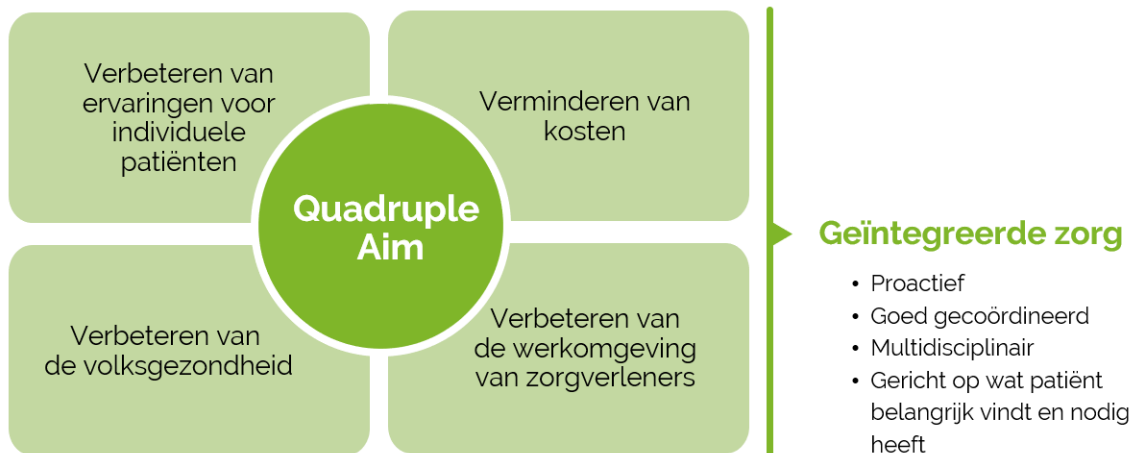 Verbeteren van
ervaringen voor
individuele
patiënten
Verminderen van
kosten
Quadruple
Aim
Verbeteren van
de volksgezondheid
Verbeteren van
de werkomgeving
van zorgverleners
Geïntegreerde zorg
• Proactief
• Goed gecoördineerd
• Multidisciplinair
• Gericht op wat patiënt
belangrijk vindt en nodig
heeft